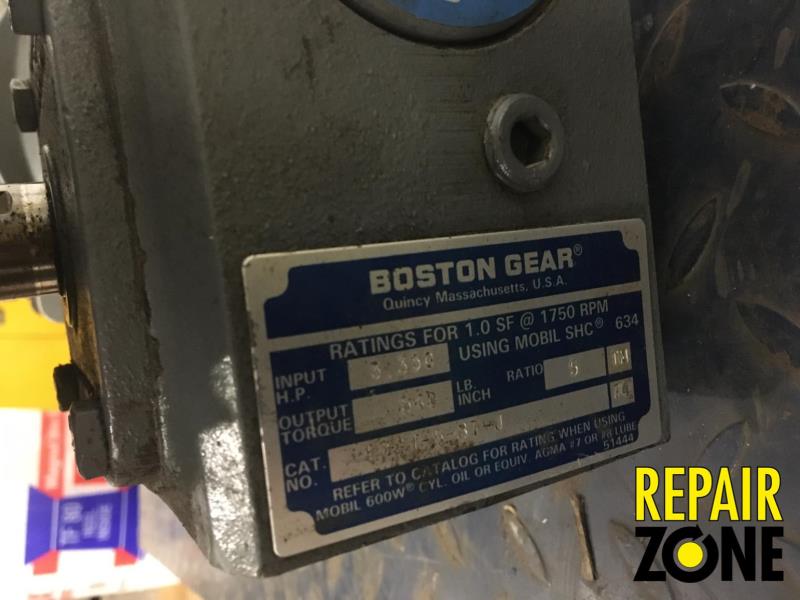 BOSTON GEAR®
Quincy Massachusetts, U.S.A.
RATINGS FOR 1.0 SF @ 1750 RPM
USING MOBIL SHC® 634
INPUT H.P.
LB. INCH
RATIO 5
OUTPUT TORQUE
CAT. NO.
REFER TO CATALOG FOR RATING WHEN USING
MOBIL 600W® CYL. OIL OR EQUIV. AGMA #7 OR #8 LUBE
51444
REPAIR
ZONE